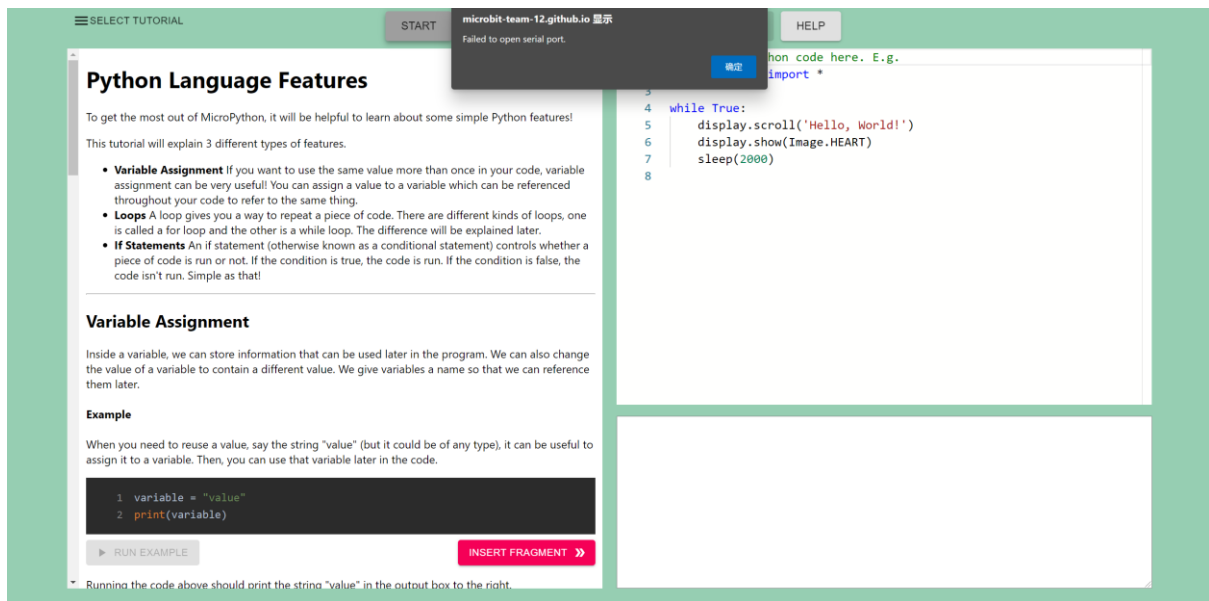 SELECT TUTORIAL
START
microbit-team-12.github.io 显示
Failed to open serial port.
确定
HELP
Python Language Features
To get the most out of MicroPython, it will be helpful to learn about some simple Python features!
This tutorial will explain 3 different types of features.
• Variable Assignment If you want to use the same value more than once in your code, variable
assignment can be very useful! You can assign a value to a variable which can be referenced
throughout your code to refer to the same thing.
• Loops A loop gives you a way to repeat a piece of code. There are different kinds of loops, one
is called a for loop and the other is a while loop. The difference will be explained later.
• If Statements An if statement (otherwise known as a conditional statement) controls whether a
piece of code is run or not. If the condition is true, the code is run. If the condition is false, the
code isn't run. Simple as that!
Variable Assignment
Inside a variable, we can store information that can be used later in the program. We can also change
the value of a variable to contain a different value. We give variables a name so that we can reference
them later.
Example
When you need to reuse a value, say the string "value" (but it could be of any type), it can be useful to
assign it to a variable. Then, you can use that variable later in the code.
1 variable = "value"
2 print(variable)
RUN EXAMPLE
INSERT FRAGMENT
Running the code above should print the string "value" in the output box to the right.
code here. E.g.
import *
3
4 while True:
5 display.scroll('Hello, World!')
6 display.show(Image.HEART)
7 sleep(2000)
8